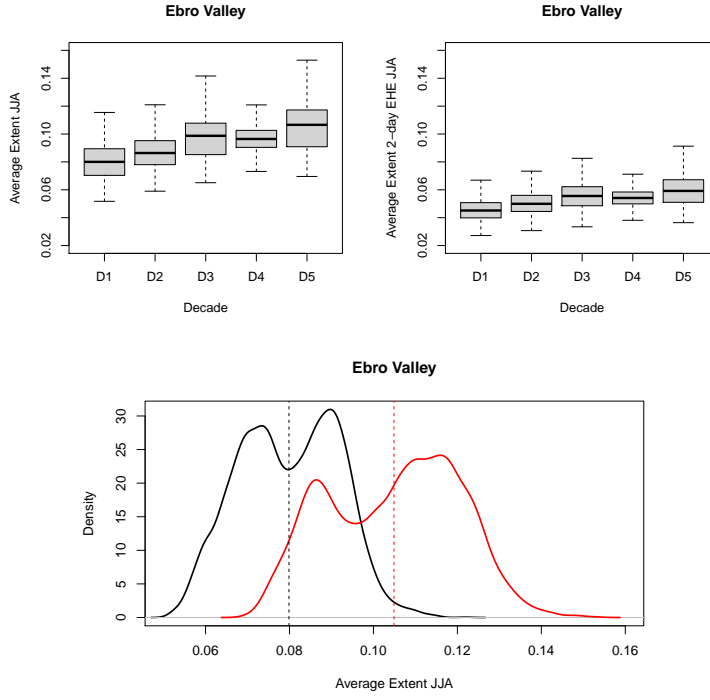 Ebro Valley
Average Extent JJA
0.02 0.06 0.10 0.14
D1 D2 D3 D4 D5
Decade
Ebro Valley
Average Extent 2−day EHE JJA
0.02 0.06 0.10 0.14
D1 D2 D3 D4 D5
Decade
Ebro Valley
Density
0 5 10 15 20 25 30
0.06 0.08 0.10 0.12 0.14 0.16
Average Extent JJA